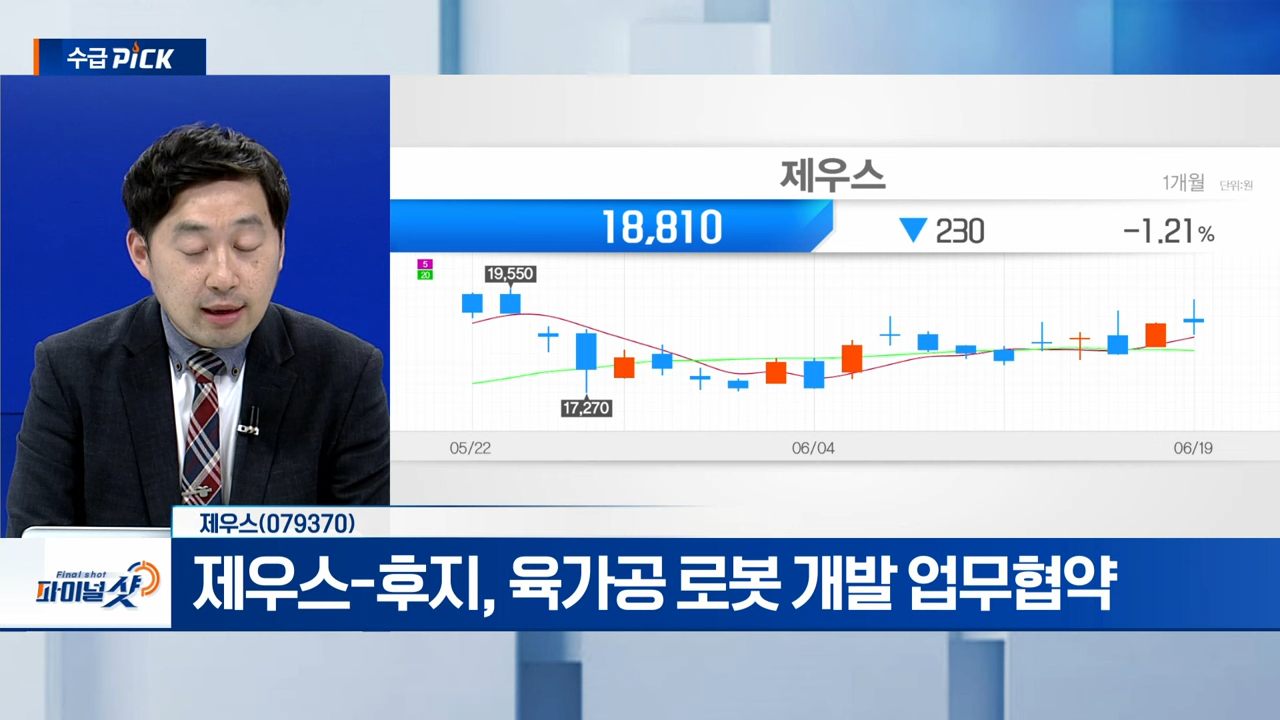 수급 PiCK
제우스
1개월 단위:원
18,810 ▼ 230 -1.21%
5
20
19,550
17,270
05/22 06/04 06/19
제우스(079370)
Final shot
파이널샷
제우스-후지, 육가공 로봇 개발 업무협약